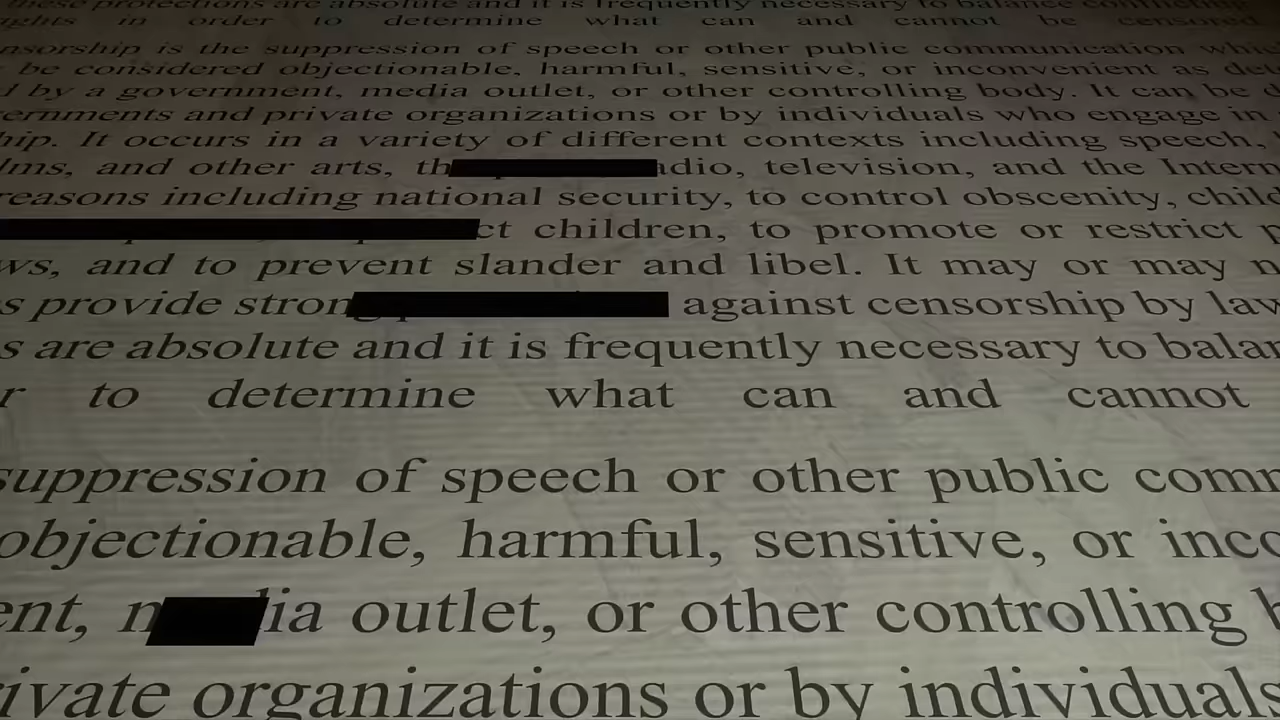 these protections are absolute and it is frequently necessary to balance conflicting
rights in order to determine what can and cannot be censored
nsorship is the suppression of speech or other public communication which
be considered objectionable, harmful, sensitive, or inconvenient as dete
d by a government, media outlet, or other controlling body. It can be d
ernments and private organizations or by individuals who engage in
hip. It occurs in a variety of different contexts including speech,
lms, and other arts, th adio, television, and the Intern
reasons including national security, to control obscenity, child
ct children, to promote or restrict p
ws, and to prevent slander and libel. It may or may n
s provide stron against censorship by law
s are absolute and it is frequently necessary to balan
r to determine what can and cannot
suppression of speech or other public comm
objectionable, harmful, sensitive, or inco
ent, m dia outlet, or other controlling b
rivate organizations or by individuals